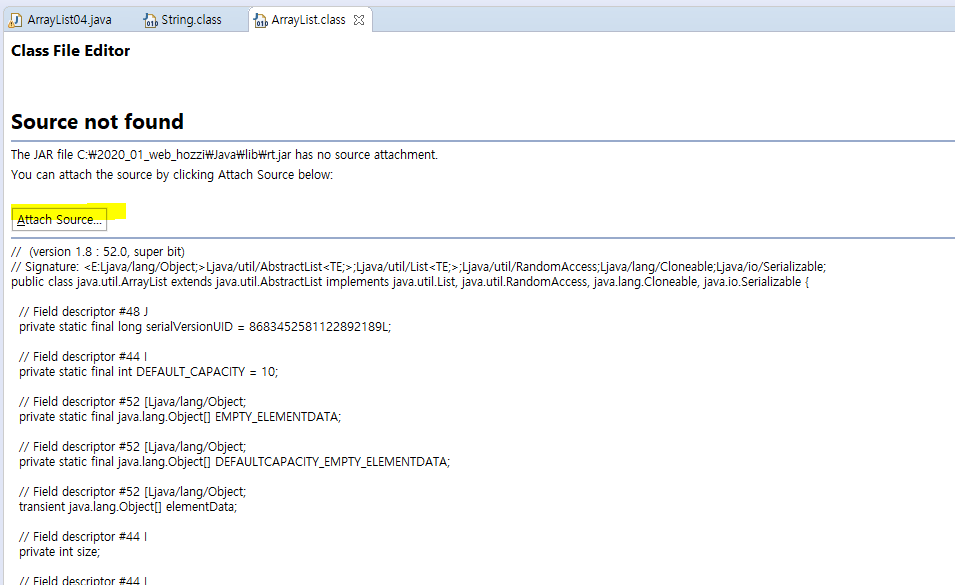 ArrayList04.java
String.class
ArrayList.class
Class File Editor
Source not found
The JAR file C:₩2020_01_web_hozzi₩Java₩lib₩rt.jar has no source attachment.
You can attach the source by clicking Attach Source below:
Attach Source...
//  (version 1.8 : 52.0, super bit)
// Signature: <E:Ljava/lang/Object;>Ljava/util/AbstractList<TE;>;Ljava/util/List<TE;>;Ljava/util/RandomAccess;Ljava/lang/Cloneable;Ljava/io/Serializable;
public class java.util.ArrayList extends java.util.AbstractList implements java.util.List, java.util.RandomAccess, java.lang.Cloneable, java.io.Serializable {
// Field descriptor #48 J
private static final long serialVersionUID = 8683452581122892189L;
// Field descriptor #44 I
private static final int DEFAULT_CAPACITY = 10;
// Field descriptor #52 [Ljava/lang/Object;
private static final java.lang.Object[] EMPTY_ELEMENTDATA;
// Field descriptor #52 [Ljava/lang/Object;
private static final java.lang.Object[] DEFAULTCAPACITY_EMPTY_ELEMENTDATA;
// Field descriptor #52 [Ljava/lang/Object;
transient java.lang.Object[] elementData;
// Field descriptor #44 I
private int size;
// Field descriptor #44 I